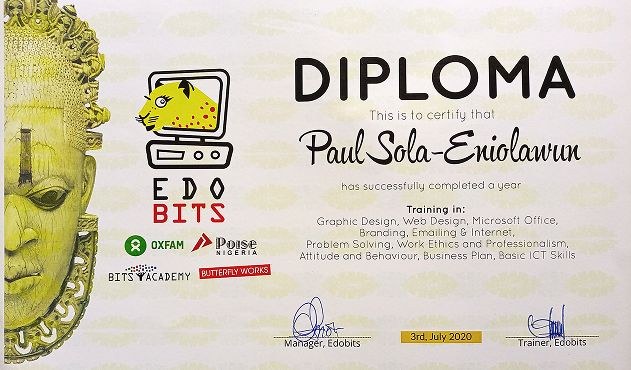 DIPLOMA
This is to certify that
Paul Sola-Eniolawun
has successfully completed a year
Training in:
Graphic Design, Web Design, Microsoft Office,
Branding, Emailing & Internet,
Problem Solving, Work Ethics and Professionalism,
Attitude and Behaviour, Business Plan, Basic ICT Skills
EDO
BITS
OXFAM
Poise
NIGERIA
BITS ACADEMY
BUTTERFLY WORKS
Manager, Edobits
3rd, July 2020
Trainer, Edobits